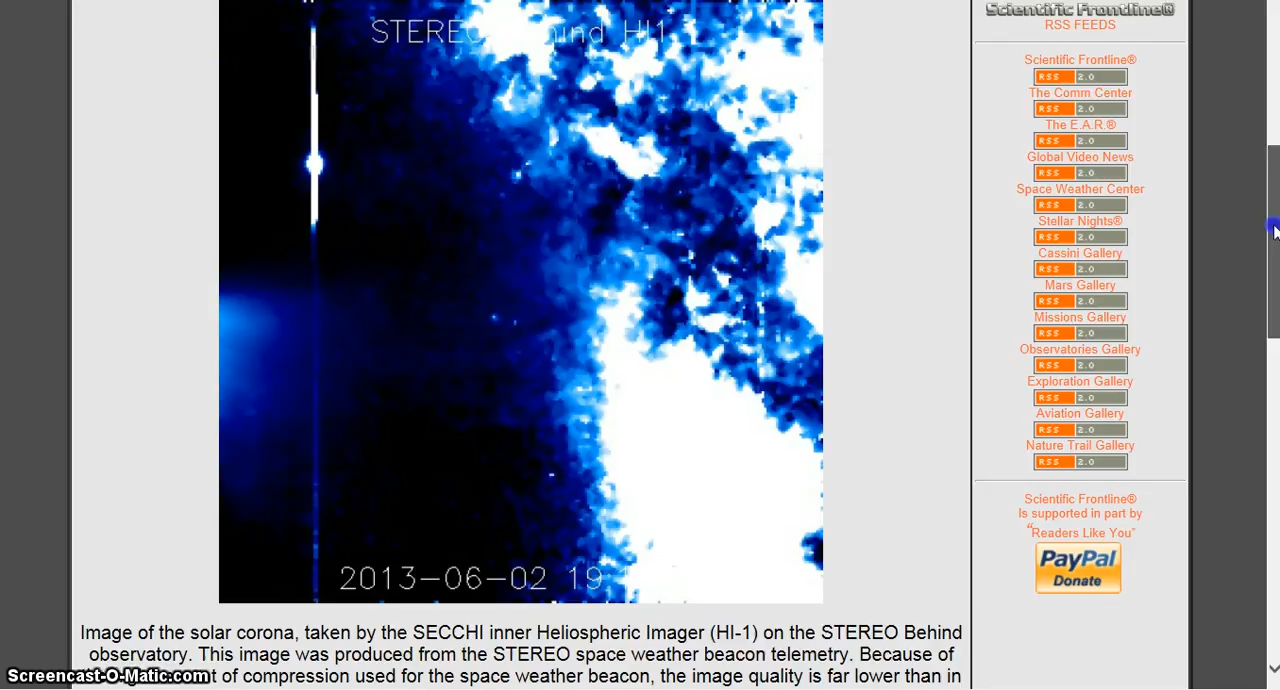 STEREO Behind HI1
2013-06-02 19
Image of the solar corona, taken by the SECCHI inner Heliospheric Imager (HI-1) on the STEREO Behind
observatory. This image was produced from the STEREO space weather beacon telemetry. Because of
of compression used for the space weather beacon, the image quality is far lower than in
Screencast-O-Matic.com
Scientific Frontline®
RSS FEEDS
Scientific Frontline®
RSS 2.0
The Comm Center
RSS 2.0
The E.A.R.®
RSS 2.0
Global Video News
RSS 2.0
Space Weather Center
RSS 2.0
Stellar Nights®
RSS 2.0
Cassini Gallery
RSS 2.0
Mars Gallery
RSS 2.0
Missions Gallery
RSS 2.0
Observatories Gallery
RSS 2.0
Exploration Gallery
RSS 2.0
Aviation Gallery
RSS 2.0
Nature Trail Gallery
RSS 2.0
Scientific Frontline®
Is supported in part by
“Readers Like You”
PayPal
Donate